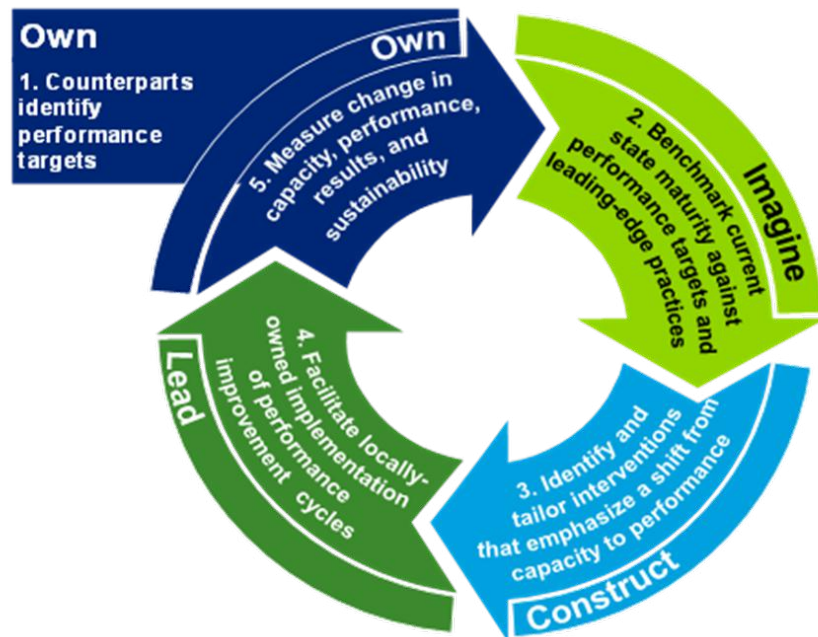 Own
1. Counterparts
identify
performance
targets
Own
5. Measure change in
capacity, performance,
results, and
sustainability
Imagine
2. Benchmark current
state maturity against
performance targets and
leading-edge practices
3. Identify and
tailor interventions
that emphasize a shift from
capacity to performance
Construct
Lead
4. Facilitate locally-
owned implementation
of performance
improvement cycles